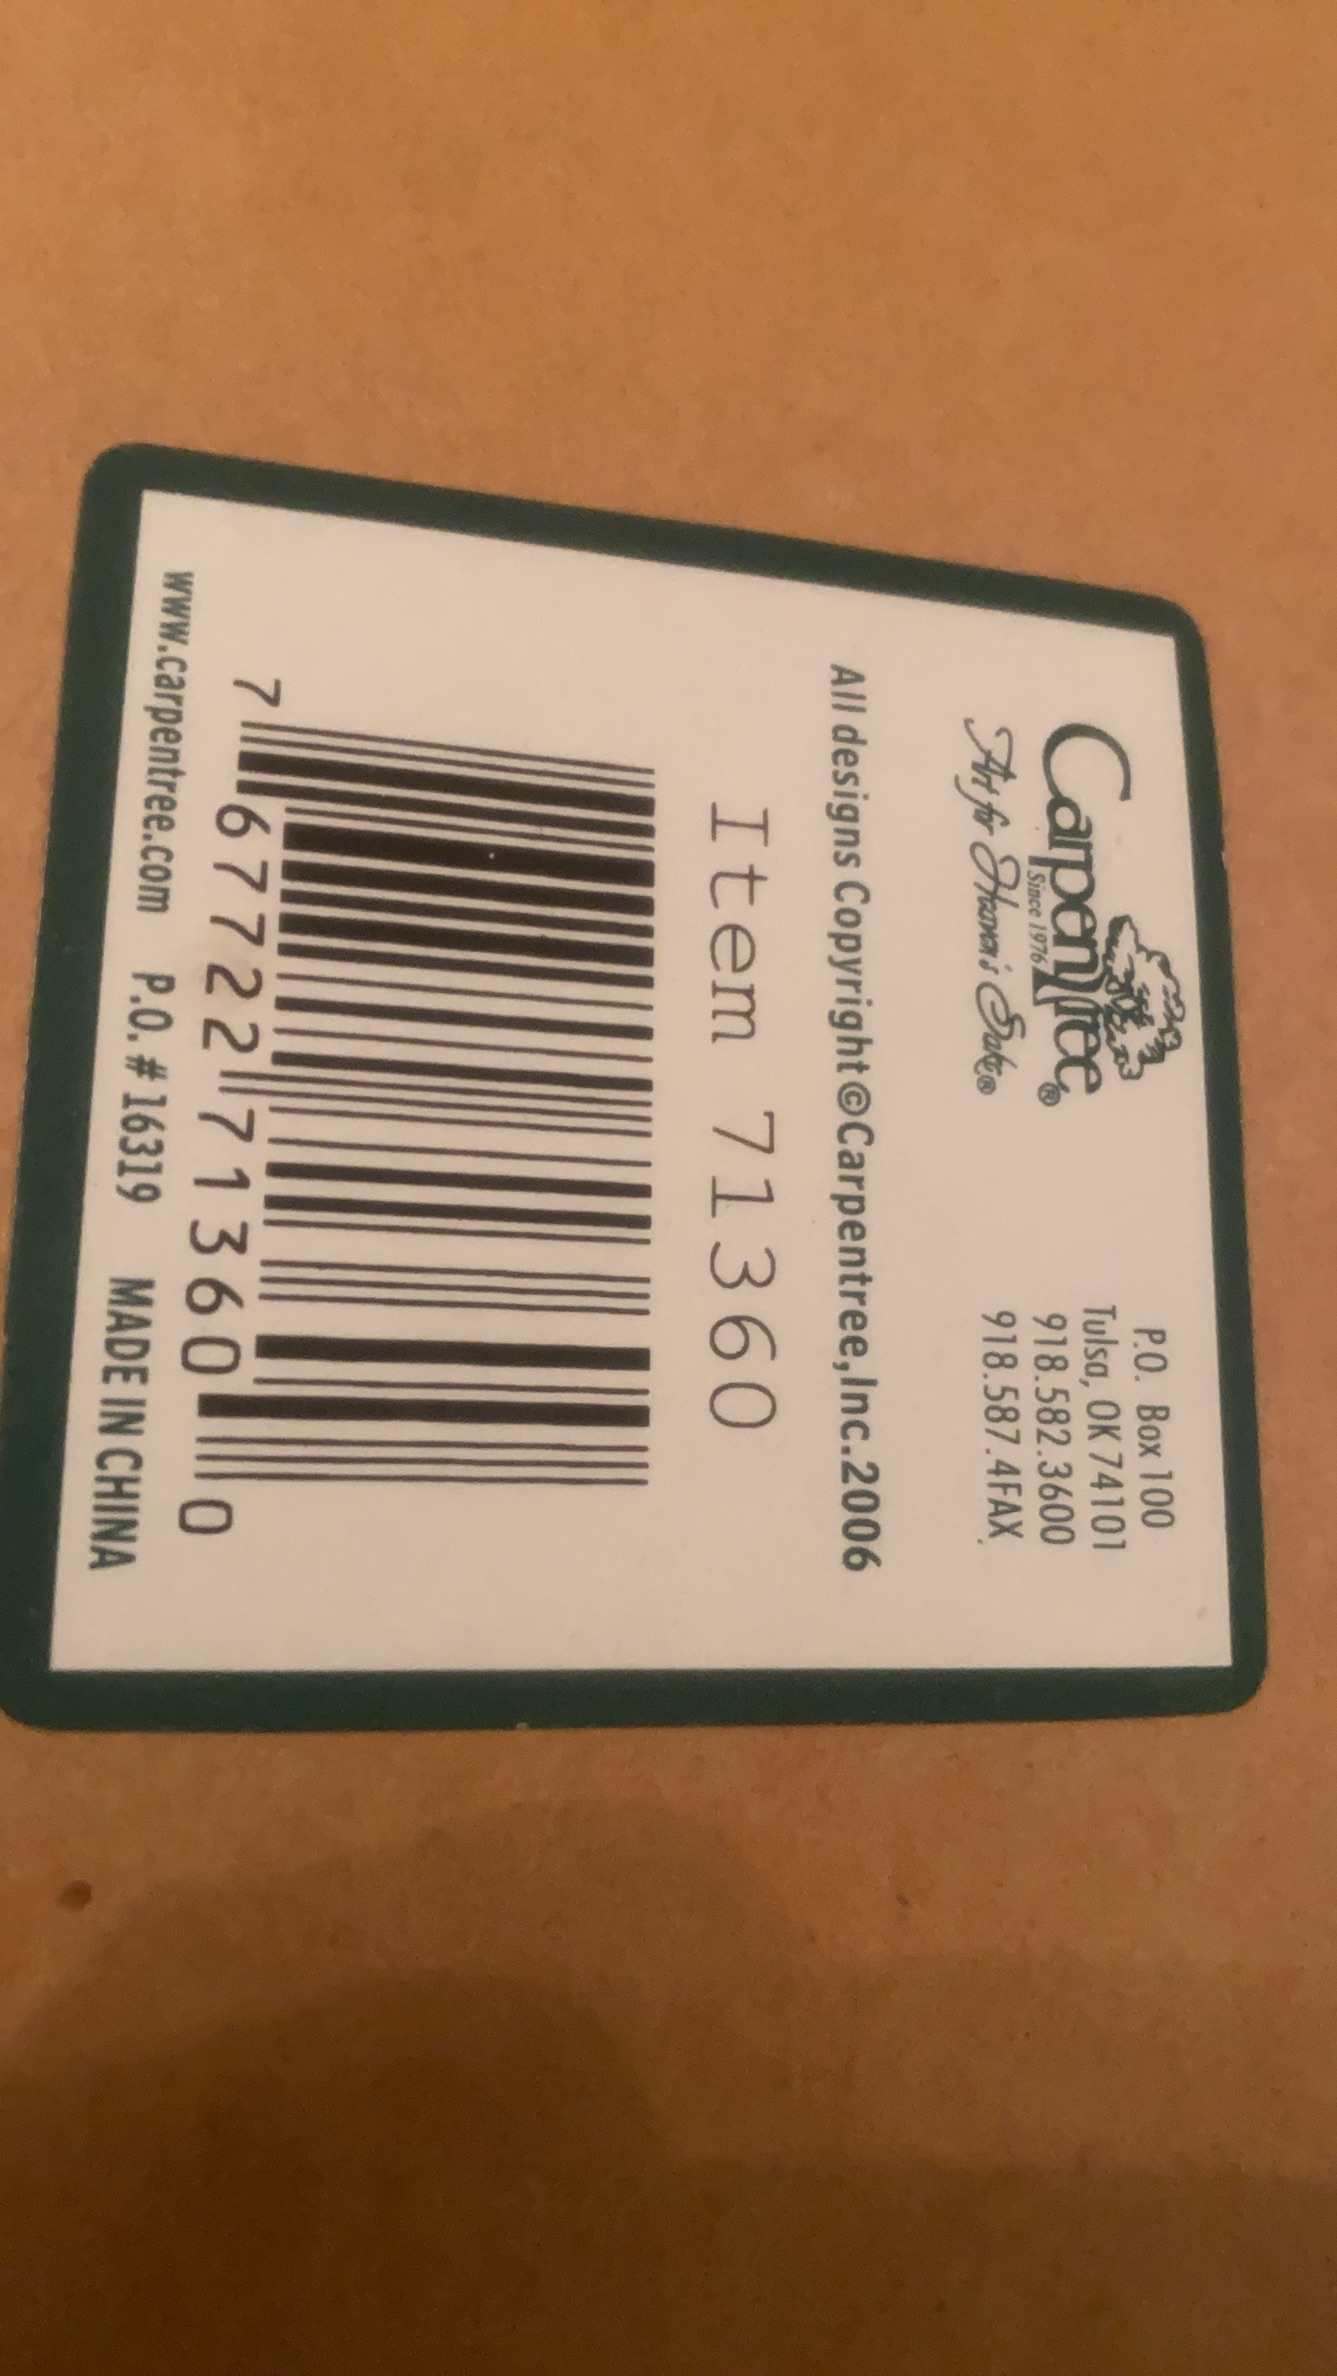 CarpenTree®
Since 1976
Art for Heaven's Sake®
P.O. Box 100
Tulsa, OK 74101
918.582.3600
918.587.4FAX
All designs Copyright©Carpentree,Inc.2006
Item 71360
7 67722 71360 0
www.carpentree.com P.O. # 16319 MADE IN CHINA